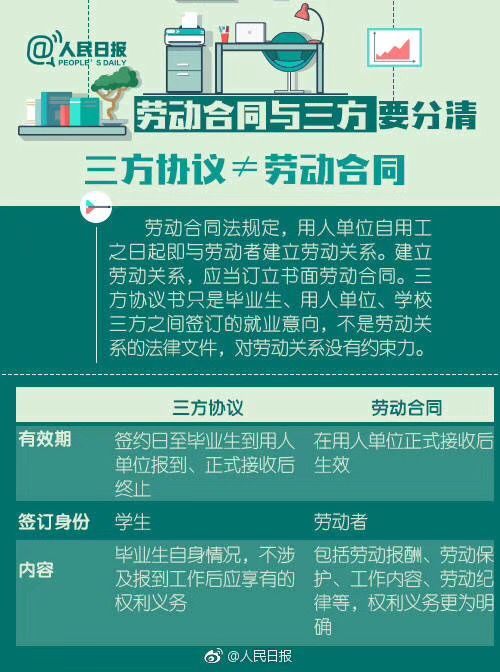 @人民日报
PEOPLE'S DAILY
劳动合同与三方要分清
三方协议≠劳动合同
劳动合同法规定，用人单位自用工
之日起即与劳动者建立劳动关系。建立
劳动关系，应当订立书面劳动合同。三
方协议书只是毕业生、用人单位、学校
三方之间签订的就业意向，不是劳动关
系的法律文件，对劳动关系没有约束力。
三方协议 劳动合同
有效期
签约日至毕业生到用人
单位报到、正式接收后
终止
在用人单位正式接收后
生效
签订身份 学生 劳动者
内容
毕业生自身情况，不涉
及报到工作后应享有的
权利义务
包括劳动报酬、劳动保
护、工作内容、劳动纪
律等，权利义务更为明
确
@人民日报